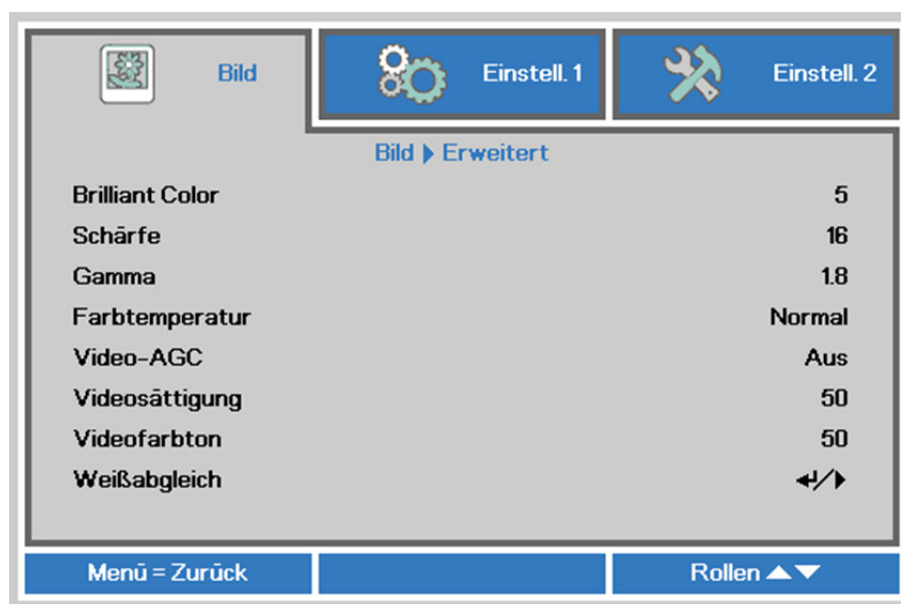 Bild
Einstell. 1
Einstell. 2
Bild ▶ Erweitert
Brilliant Color 5
Schärfe 16
Gamma 1.8
Farbtemperatur Normal
Video-AGC Aus
Videosättigung 50
Videofarbton 50
Weißabgleich ↵/▶
Menü = Zurück
Rollen ▲▼